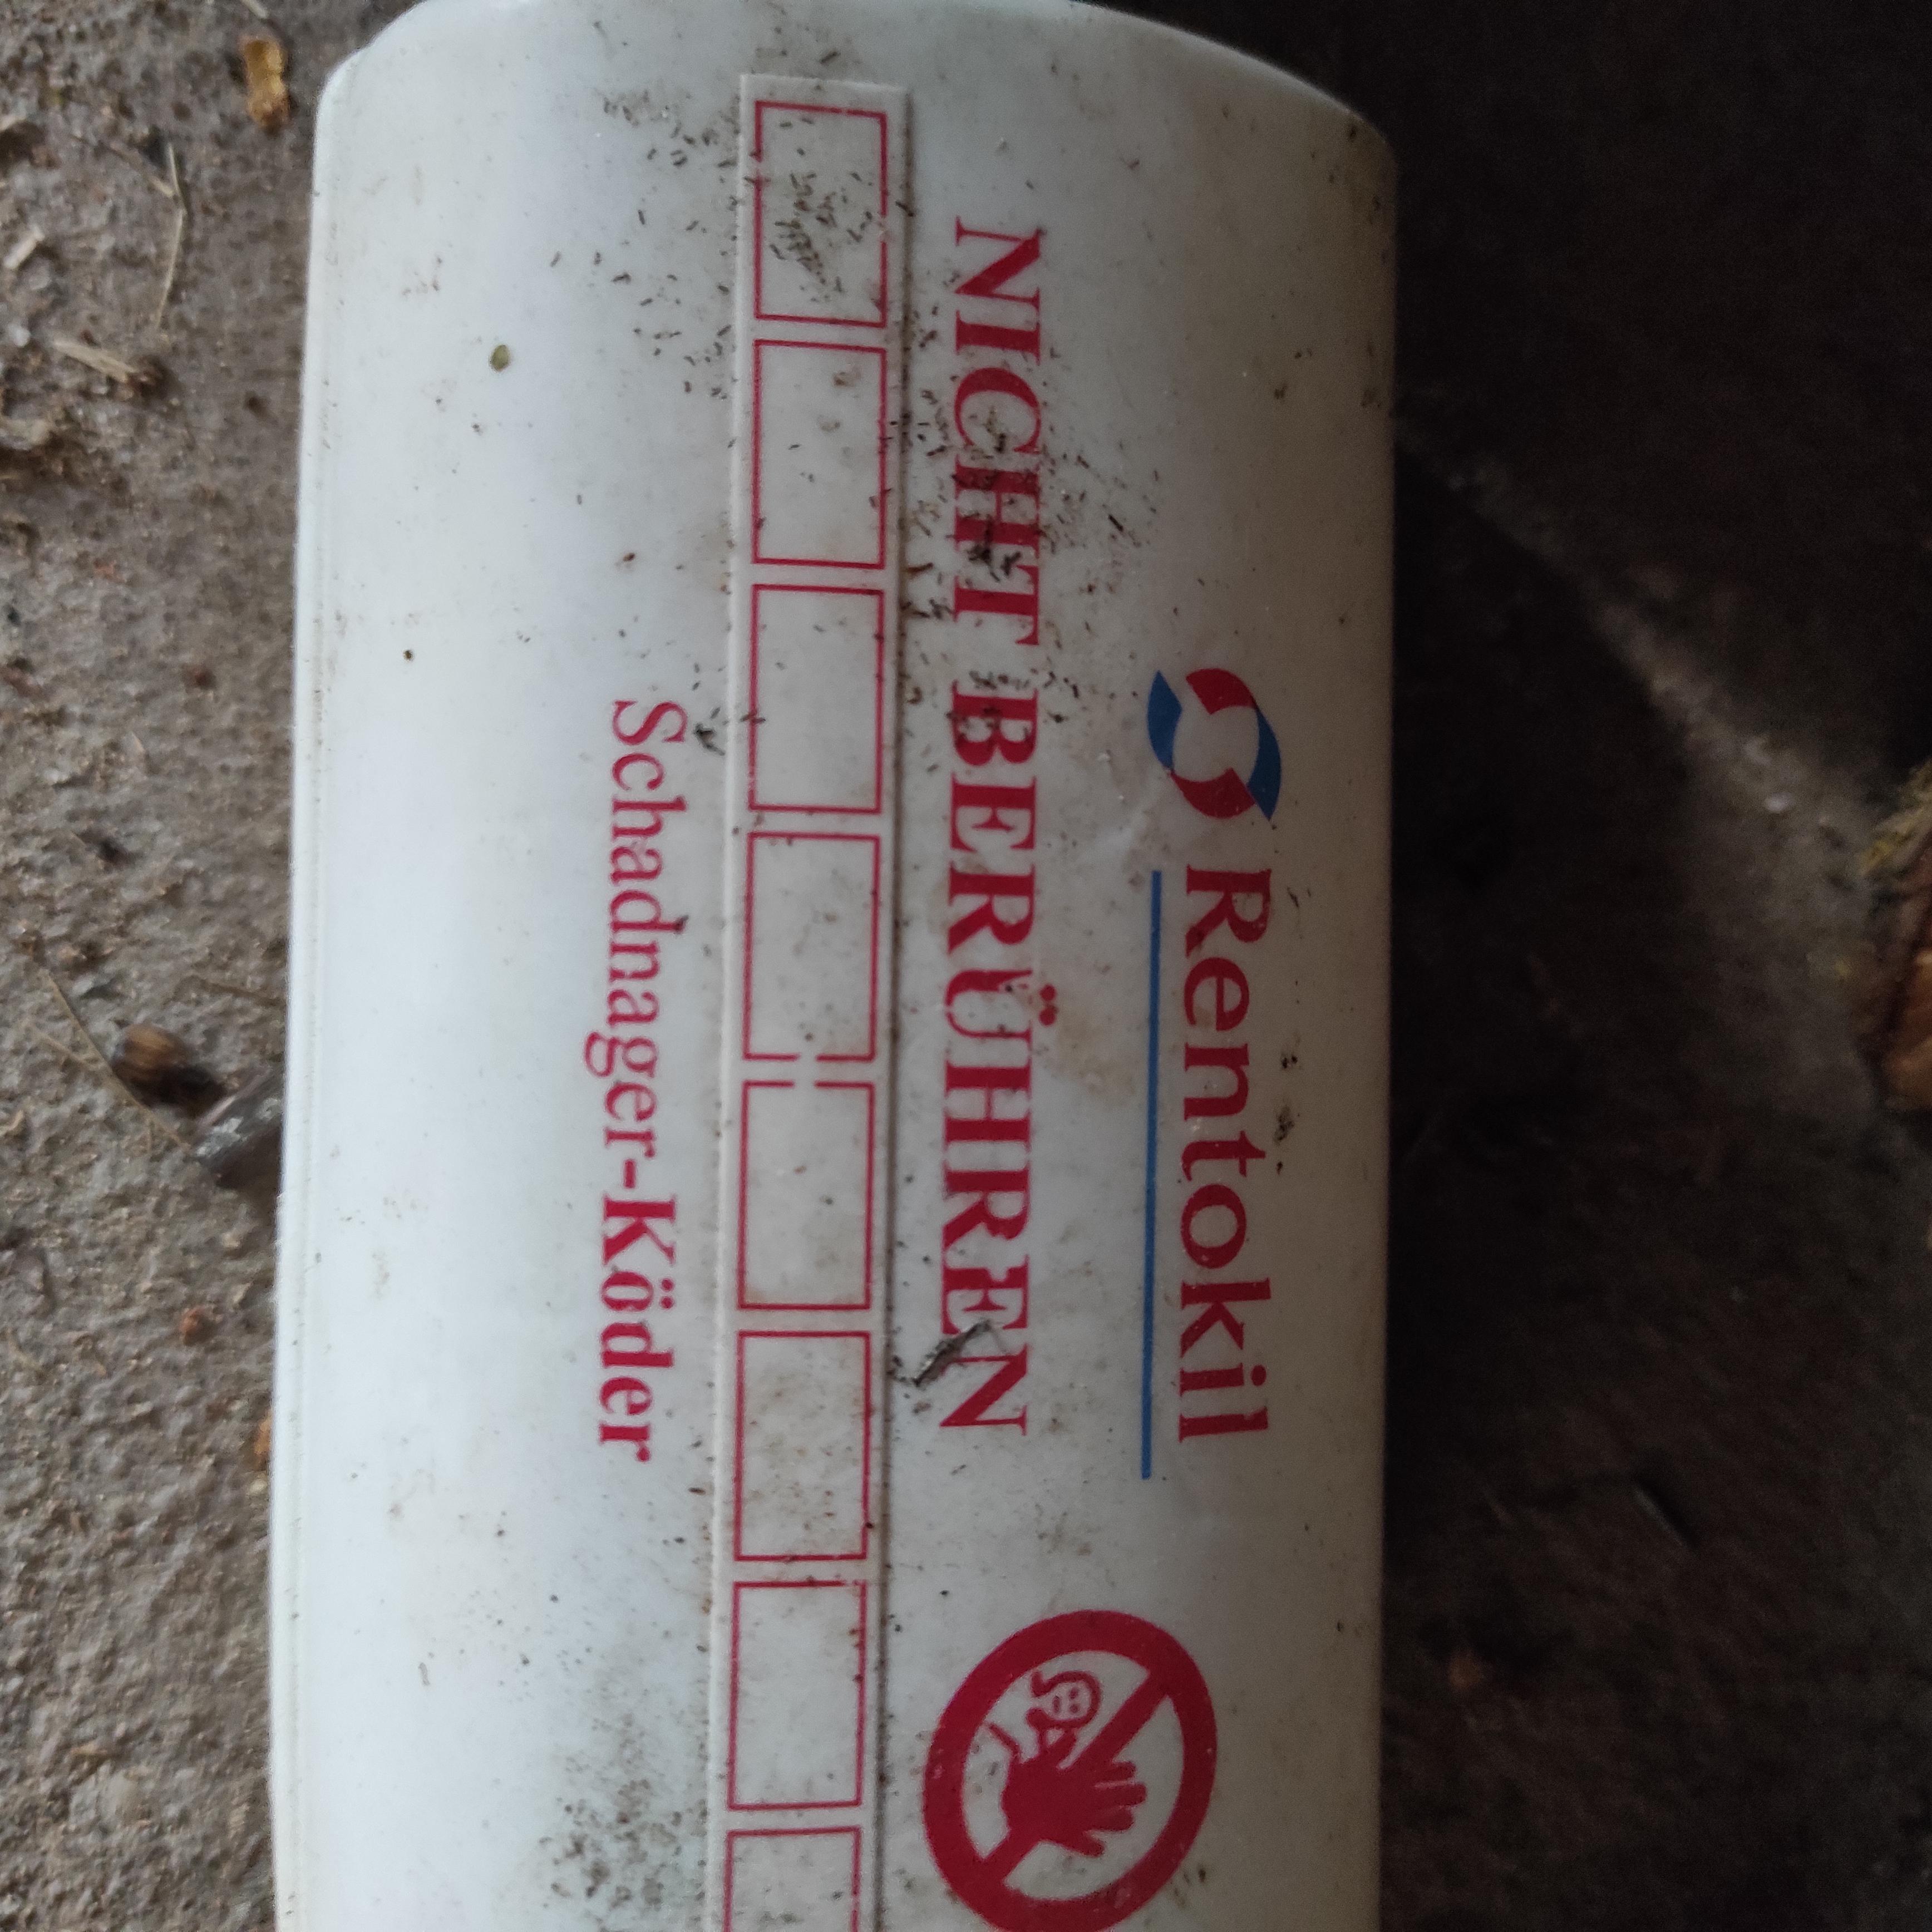 Rentokil
NICHT BERÜHREN
Schadnager-Köder